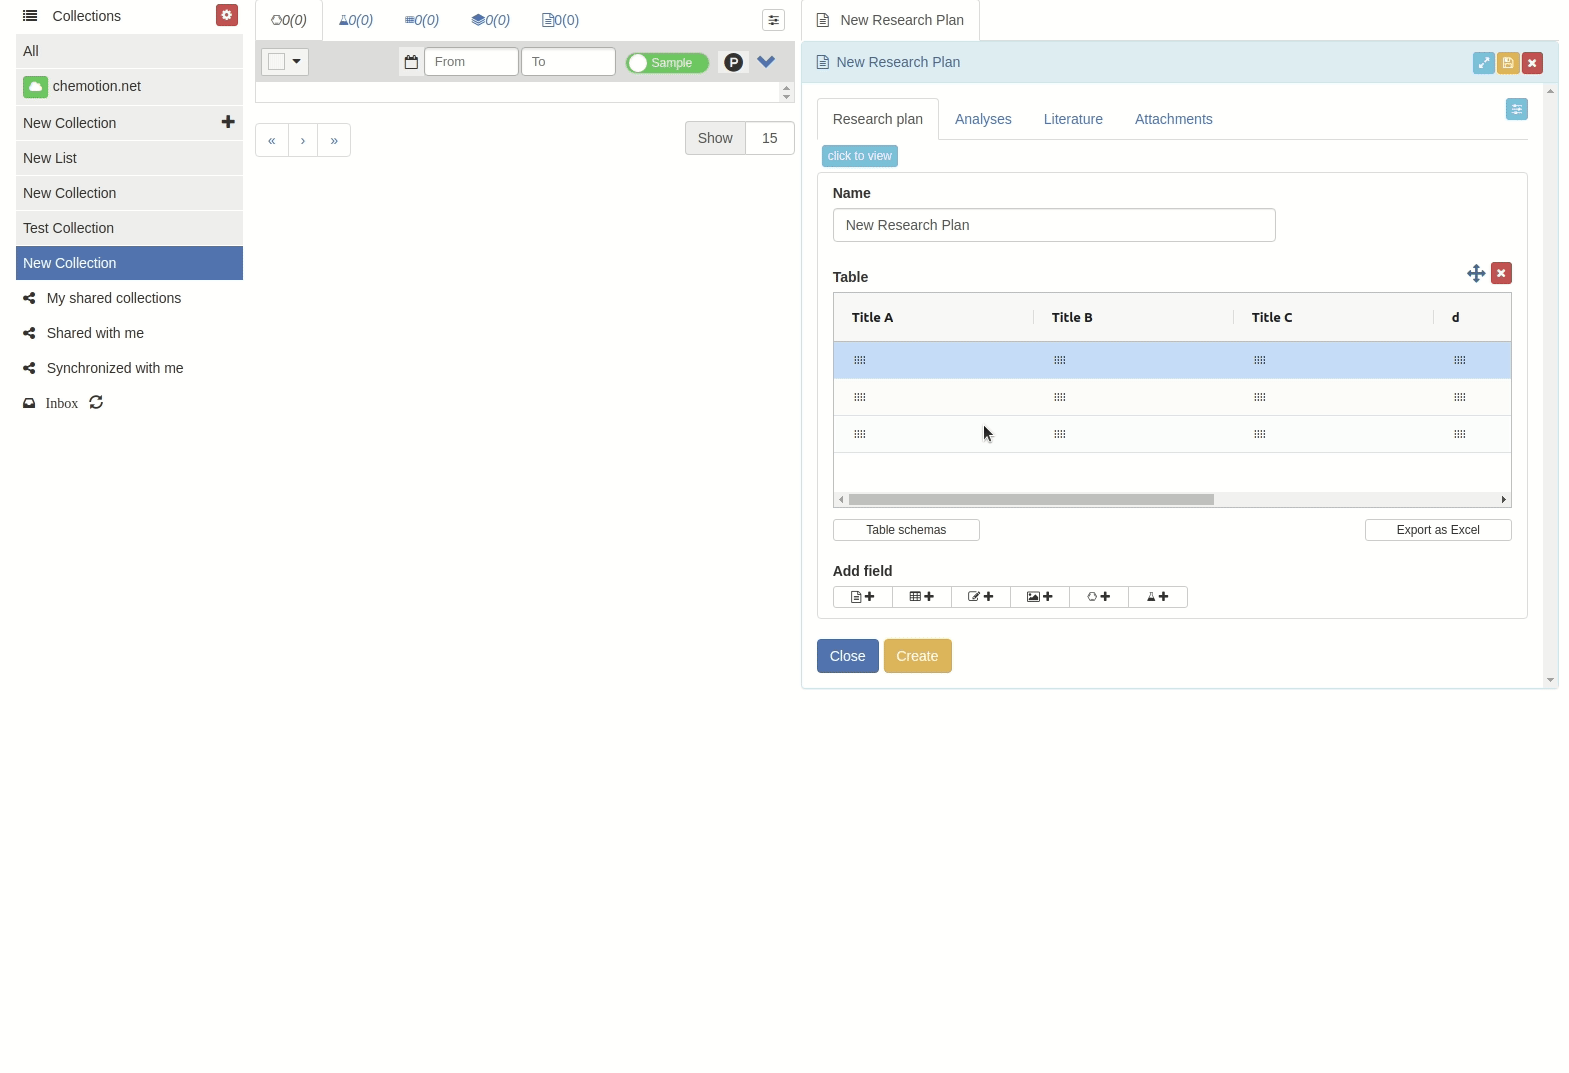 Collections
All
chemotion.net
New Collection
New List
New Collection
Test Collection
New Collection
My shared collections
Shared with me
Synchronized with me
Inbox
0(0) 0(0) 0(0) 0(0) 0(0)
From To Sample P
« › »
Show 15
New Research Plan
New Research Plan
Research plan Analyses Literature Attachments
click to view
Name
New Research Plan
Table
Title A Title B Title C d
Table schemas Export as Excel
Add field
Close Create